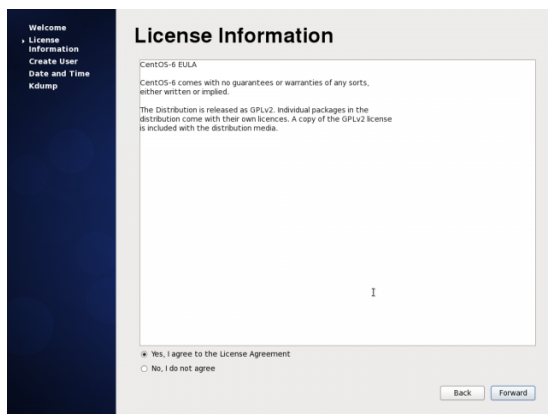 Welcome
License
Information
Create User
Date and Time
Kdump
License Information
CentOS-6 EULA
CentOS-6 comes with no guarantees or warranties of any sorts,
either written or implied.
The Distribution is released as GPLv2. Individual packages in the
distribution come with their own licences. A copy of the GPLv2 license
is included with the distribution media.
Yes, I agree to the License Agreement
No, I do not agree
Back
Forward